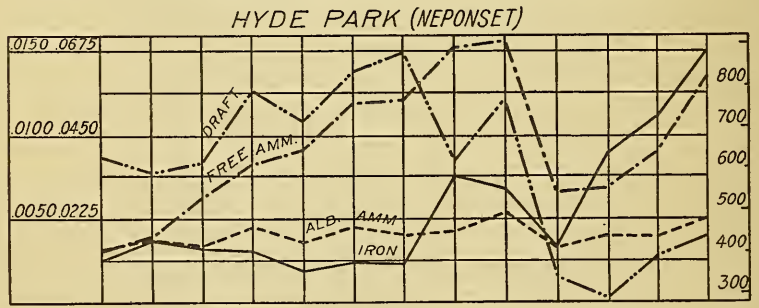 HYDE PARK (NEPONSET)
.0150 .0675
800
DRAFT
700
.0100 .0450
FREE AMM.
600
500
.0050 .0225
ALB. AMM
400
IRON
300